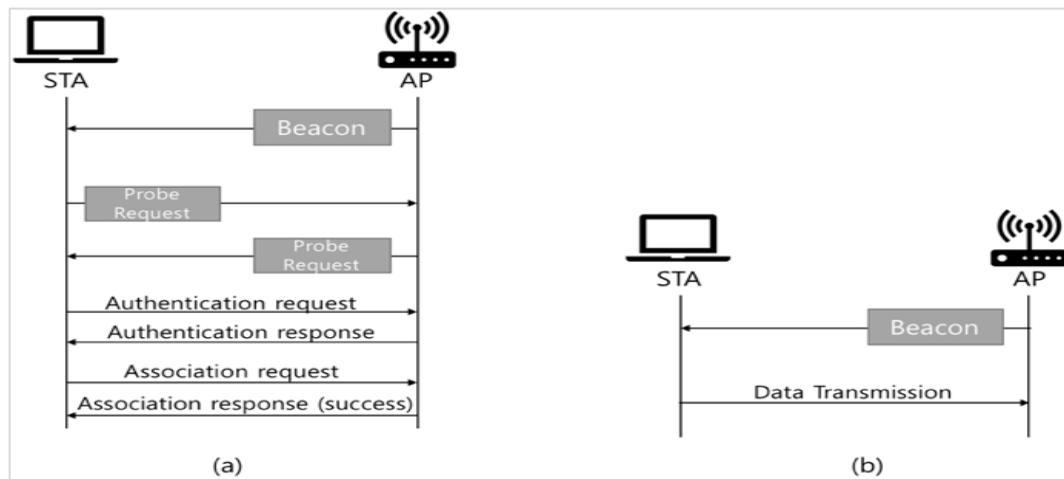 STA
AP
Beacon
Probe
Request
Probe
Request
Authentication request
Authentication response
Association request
Association response (success)
(a)
STA
AP
Beacon
Data Transmission
(b)